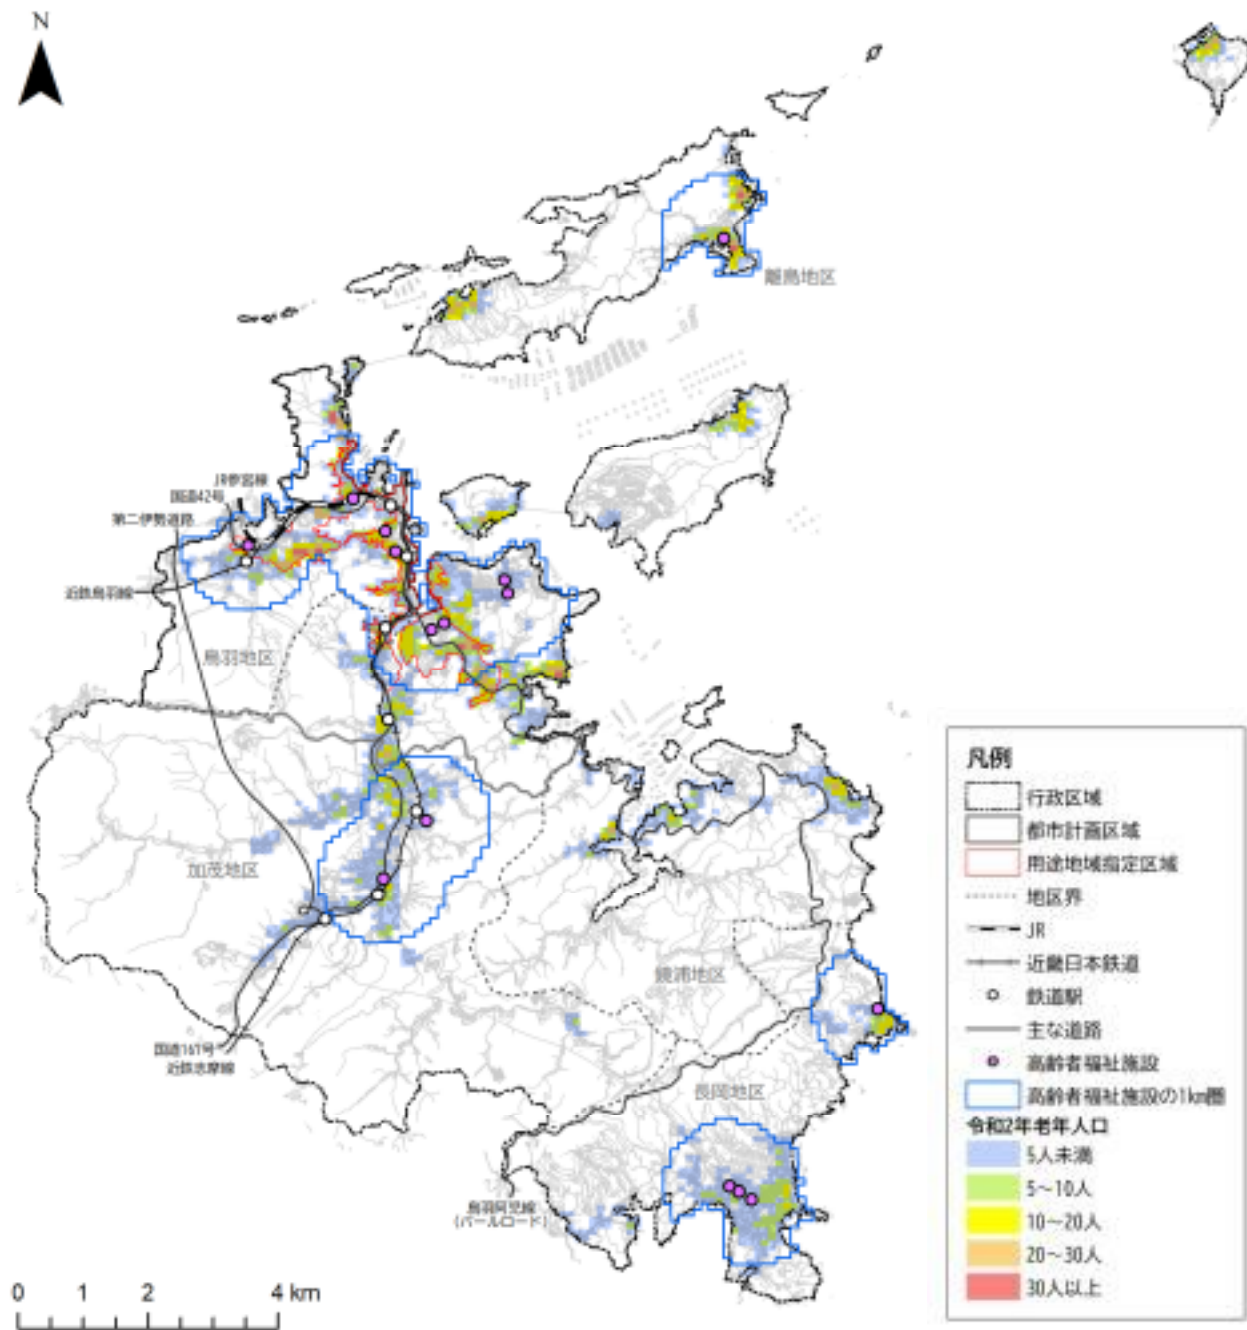 N
離島地区
JR参宮線
国道42号
第二伊勢道路
近鉄鳥羽線
鳥羽地区
加茂地区
鏡浦地区
国道167号
近鉄志摩線
長岡地区
鳥羽阿児線
(パールロード)
0 1 2 4 km
凡例
行政区域
都市計画区域
用途地域指定区域
地区界
JR
近畿日本鉄道
鉄道駅
主な道路
高齢者福祉施設
高齢者福祉施設の1km圏
令和2年老年人口
5人未満
5～10人
10～20人
20～30人
30人以上